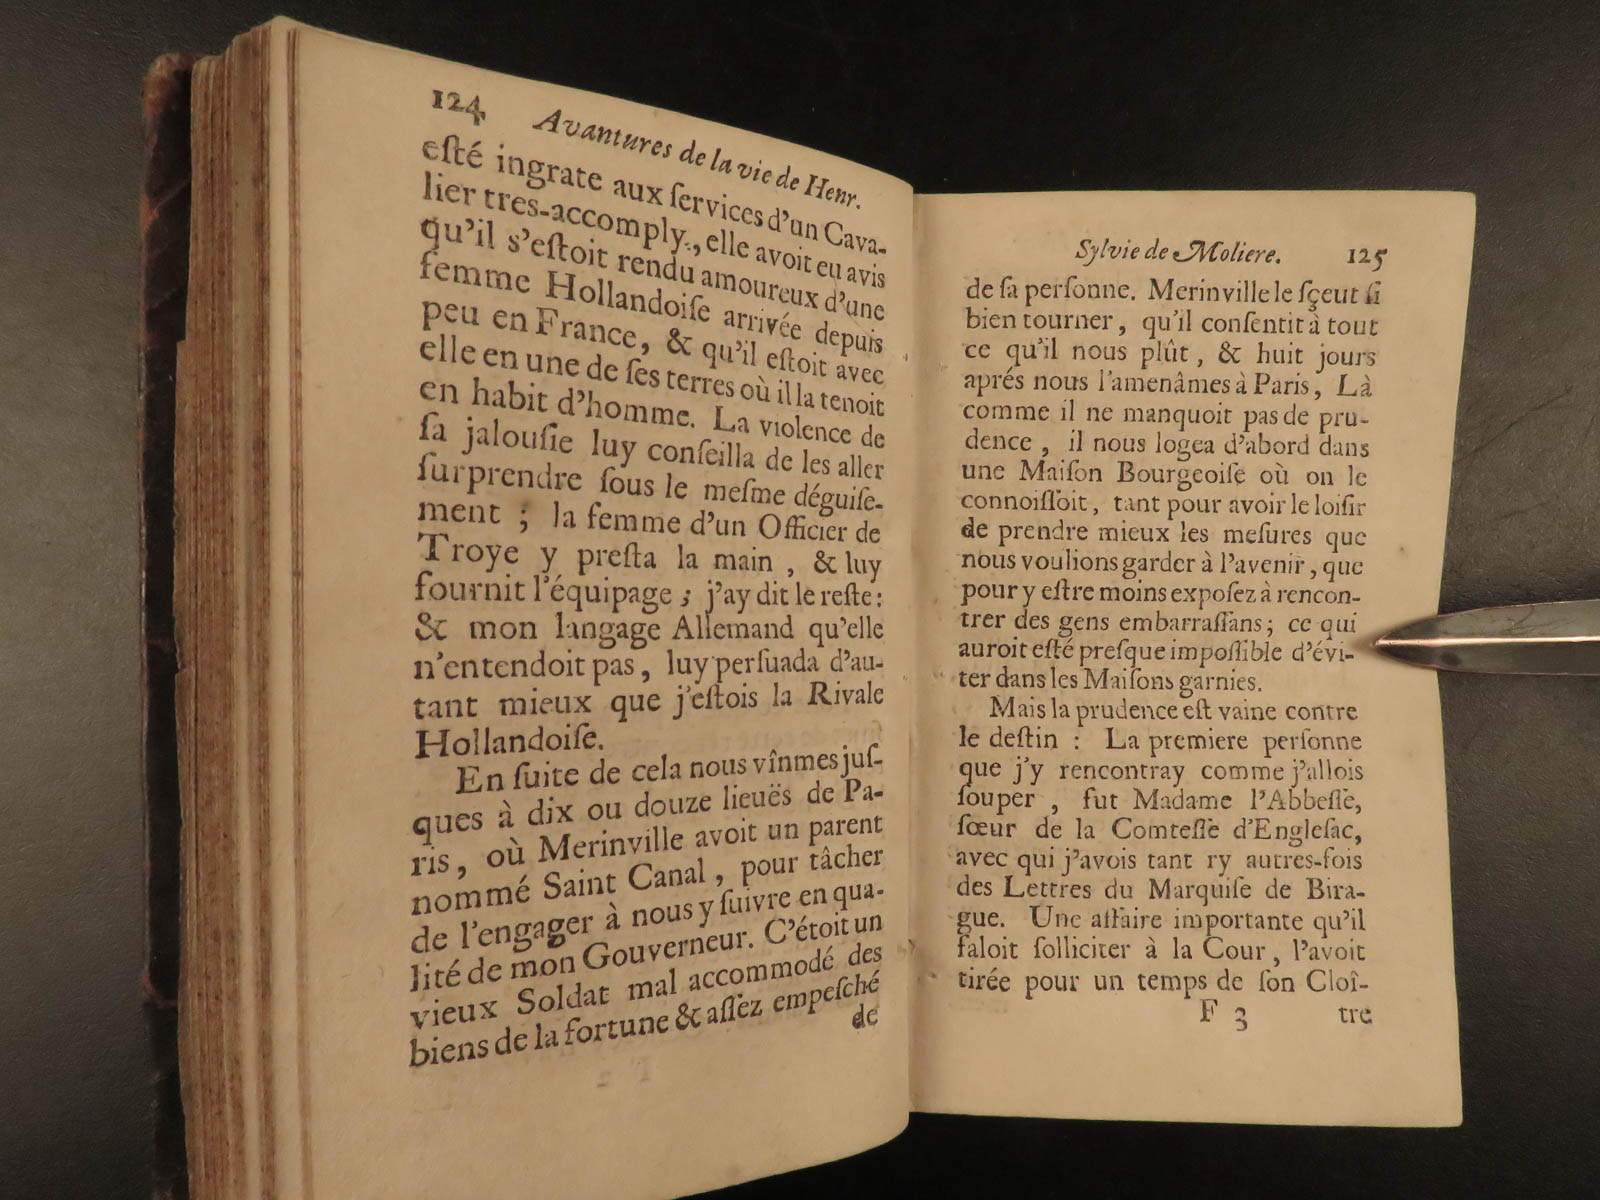 124 Avantures de la vie de Henr.
eſté ingrate aux ſervices d'un Cava-
lier tres-accomply, elle avoit eu avis
qu'il s'eſtoit rendu amoureux d'une
femme Hollandoiſe arrivée depuis
peu en France, & qu'il eſtoit avec
elle en une de ſes terres où il la tenoit
en habit d'homme. La violence de
ſa jalouſie luy conſeilla de les aller
ſurprendre ſous le meſme déguiſe-
ment ; la femme d'un Officier de
Troye y preſta la main , & luy
fournit l'équipage ; j'ay dit le reſte :
& mon langage Allemand qu'elle
n'entendoit pas , luy perſuada d'au-
tant mieux que j'eſtois la Rivale
Hollandoiſe.
En ſuite de cela nous vînmes juſ-
ques à dix ou douze lieuës de Pa-
ris , où Merinville avoit un parent
nommé Saint Canal , pour tâcher
de l'engager à nous y ſuivre en qua-
lité de mon Gouverneur. C'étoit un
vieux Soldat mal accommodé des
biens de la fortune & aſſez empeſché
de
Sylvie de Moliere. 125
de ſa perſonne. Merinville le ſçeut ſi
bien tourner , qu'il conſentit à tout
ce qu'il nous plût , & huit jours
aprés nous l'amenâmes à Paris, Là
comme il ne manquoit pas de pru-
dence , il nous logea d'abord dans
une Maiſon Bourgeoiſe où on le
connoiſſoit , tant pour avoir le loiſir
de prendre mieux les meſures que
nous voulions garder à l'avenir , que
pour y eſtre moins expoſez à rencon-
trer des gens embarraſſans ; ce qui
auroit eſté preſque impoſſible d'évi-
ter dans les Maiſons garnies.
Mais la prudence eſt vaine contre
le deſtin : La premiere perſonne
que j'y rencontray comme j'allois
ſouper , fut Madame l'Abbeſſe,
ſœur de la Comteſſe d'Engleſac,
avec qui j'avois tant ry autres-fois
des Lettres du Marquiſe de Bira-
gue. Une affaire importante qu'il
faloit ſolliciter à la Cour , l'avoit
tirée pour un temps de ſon Cloî-
F 3 tre